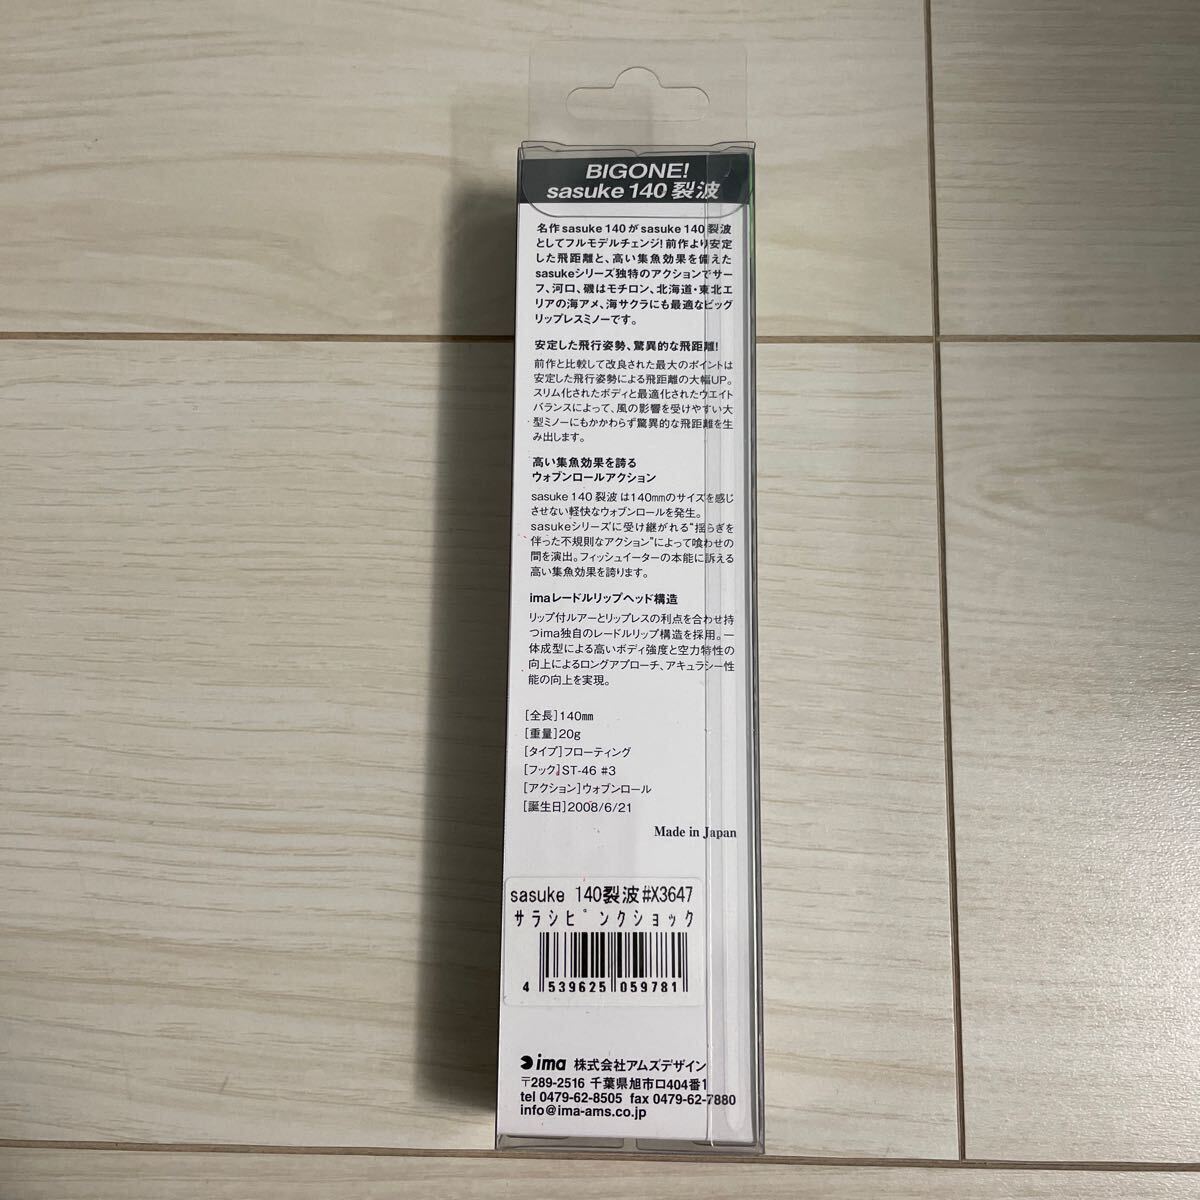 BIGONE!
sasuke 140 裂波
名作sasuke 140がsasuke 140 裂波
としてフルモデルチェンジ!前作より安定
した飛距離と、高い集魚効果を備えた
sasukeシリーズ独特のアクションでサー
フ、河口、磯はモチロン、北海道・東北エ
リアの海アメ、海サクラにも最適なビッグ
リップレスミノーです。
安定した飛行姿勢、驚異的な飛距離!
前作と比較して改良された最大のポイントは
安定した飛行姿勢による飛距離の大幅UP。
スリム化されたボディと最適化されたウエイト
バランスによって、風の影響を受けやすい大
型ミノーにもかかわらず驚異的な飛距離を生
み出します。
高い集魚効果を誇る
ウォブンロールアクション
sasuke 140 裂波 は140mmのサイズを感じ
させない軽快なウォブンロールを発生。
sasukeシリーズに受け継がれる“揺らぎを
伴った不規則なアクション”によって喰わせの
間を演出。フィッシュイーターの本能に訴える
高い集魚効果を誇ります。
imaレードルリップヘッド構造
リップ付ルアーとリップレスの利点を合わせ持
つima独自のレードルリップ構造を採用。一
体成型による高いボディ強度と空力特性の
向上によるロングアプローチ、アキュラシー性
能の向上を実現。
[全長]140mm
[重量]20g
[タイプ]フローティング
[フック]ST-46 #3
[アクション]ウォブンロール
[誕生日]2008/6/21
Made in Japan
sasuke 140裂波#X3647
サラシピンクショック
4 539625 059781
ima 株式会社アムズデザイン
〒289-2516 千葉県旭市ロ404番1
tel 0479-62-8505 fax 0479-62-7880
info@ima-ams.co.jp